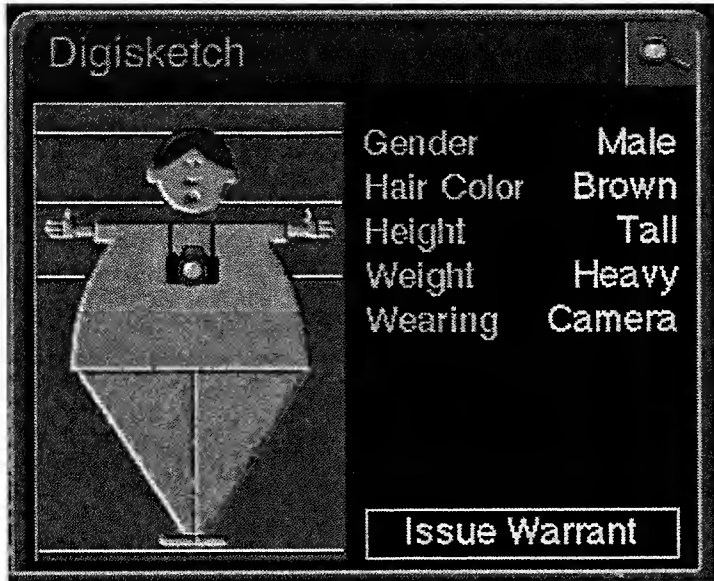 Digisketch
Gender Male
Hair Color Brown
Height Tall
Weight Heavy
Wearing Camera
Issue Warrant